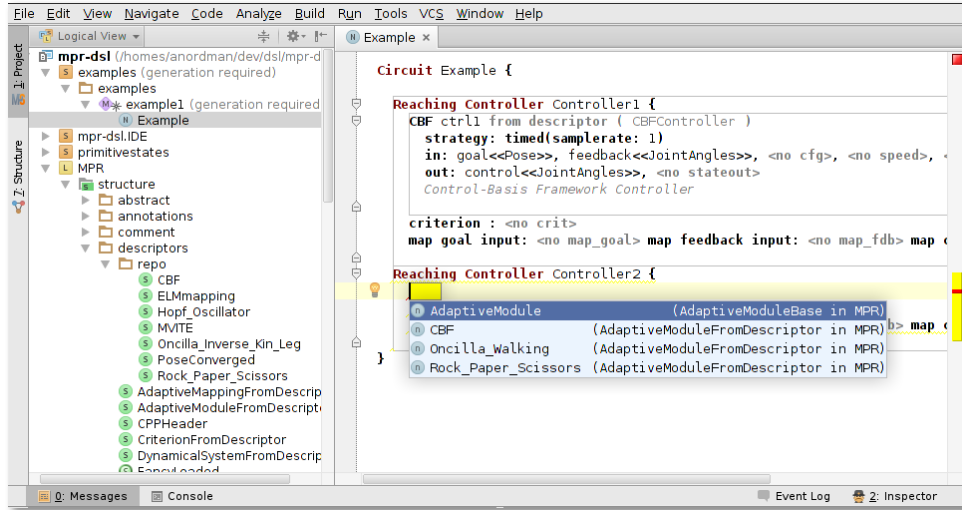 File Edit View Navigate Code Analyze Build Run Tools VCS Window Help
1: Project
7: Structure
Logical View
mpr-dsl (/homes/anordman/dev/dsl/mpr-d
examples (generation required)
examples
example1 (generation required
Example
mpr-dsl.IDE
primitivestates
MPR
structure
abstract
annotations
comment
descriptors
repo
CBF
ELMmapping
Hopf_Oscillator
MVITE
Oncilla_Inverse_Kin_Leg
PoseConverged
Rock_Paper_Scissors
AdaptiveMappingFromDescrip
AdaptiveModuleFromDescript
CPPHeader
CriterionFromDescriptor
DynamicalSystemFromDescrip
FancyLoaded
Example ×
Circuit Example {
Reaching Controller Controller1 {
CBF ctrl1 from descriptor ( CBFController )
strategy: timed(samplerate: 1)
in: goal<<Pose>>, feedback<<JointAngles>>, <no cfg>, <no speed>, <
out: control<<JointAngles>>, <no stateout>
Control-Basis Framework Controller
criterion : <no crit>
map goal input: <no map_goal> map feedback input: <no map_fdb> map c
Reaching Controller Controller2 {
AdaptiveModule (AdaptiveModuleBase in MPR)
CBF (AdaptiveModuleFromDescriptor in MPR)
b> map c
Oncilla_Walking (AdaptiveModuleFromDescriptor in MPR)
Rock_Paper_Scissors (AdaptiveModuleFromDescriptor in MPR)
}
0: Messages Console Event Log 2: Inspector